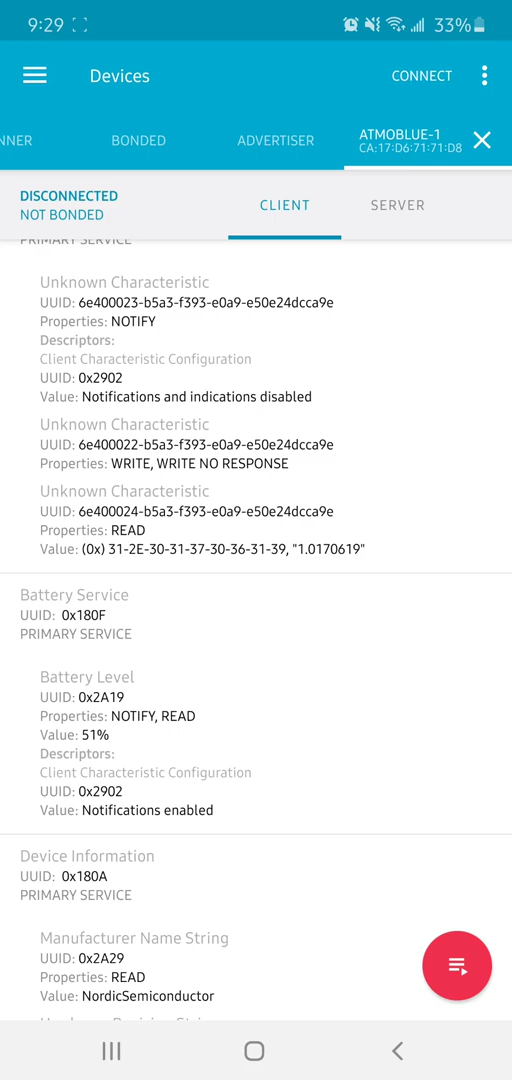 9:29 33%
Devices CONNECT
NNER BONDED ADVERTISER ATMOBLUE-1
CA:17:D6:71:71:D8
DISCONNECTED
NOT BONDED
CLIENT SERVER
PRIMARY SERVICE
Unknown Characteristic
UUID: 6e400023-b5a3-f393-e0a9-e50e24dcca9e
Properties: NOTIFY
Descriptors:
Client Characteristic Configuration
UUID: 0x2902
Value: Notifications and indications disabled
Unknown Characteristic
UUID: 6e400022-b5a3-f393-e0a9-e50e24dcca9e
Properties: WRITE, WRITE NO RESPONSE
Unknown Characteristic
UUID: 6e400024-b5a3-f393-e0a9-e50e24dcca9e
Properties: READ
Value: (0x) 31-2E-30-31-37-30-36-31-39, "1.0170619"
Battery Service
UUID: 0x180F
PRIMARY SERVICE
Battery Level
UUID: 0x2A19
Properties: NOTIFY, READ
Value: 51%
Descriptors:
Client Characteristic Configuration
UUID: 0x2902
Value: Notifications enabled
Device Information
UUID: 0x180A
PRIMARY SERVICE
Manufacturer Name String
UUID: 0x2A29
Properties: READ
Value: NordicSemiconductor